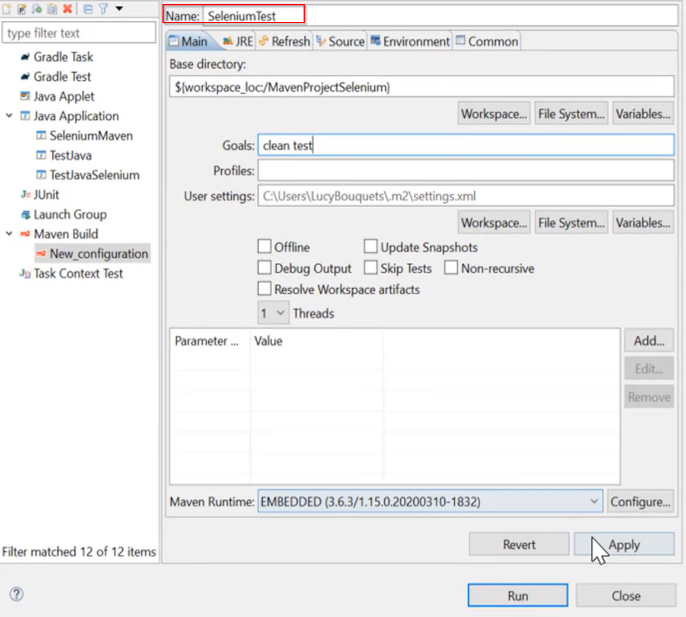 type filter text
Gradle Task
Gradle Test
Java Applet
Java Application
SeleniumMaven
TestJava
TestJavaSelenium
JUnit
Launch Group
Maven Build
New_configuration
Task Context Test
Filter matched 12 of 12 items
Name: SeleniumTest
Main JRE Refresh Source Environment Common
Base directory:
${workspace_loc:/MavenProjectSelenium}
Workspace... File System... Variables...
Goals: clean test
Profiles:
User settings: C:\Users\LucyBouquets\.m2\settings.xml
Workspace... File System... Variables...
Offline Update Snapshots
Debug Output Skip Tests Non-recursive
Resolve Workspace artifacts
1 Threads
Parameter ... Value
Add...
Edit...
Remove
Maven Runtime: EMBEDDED (3.6.3/1.15.0.20200310-1832) Configure...
Revert Apply
Run Close